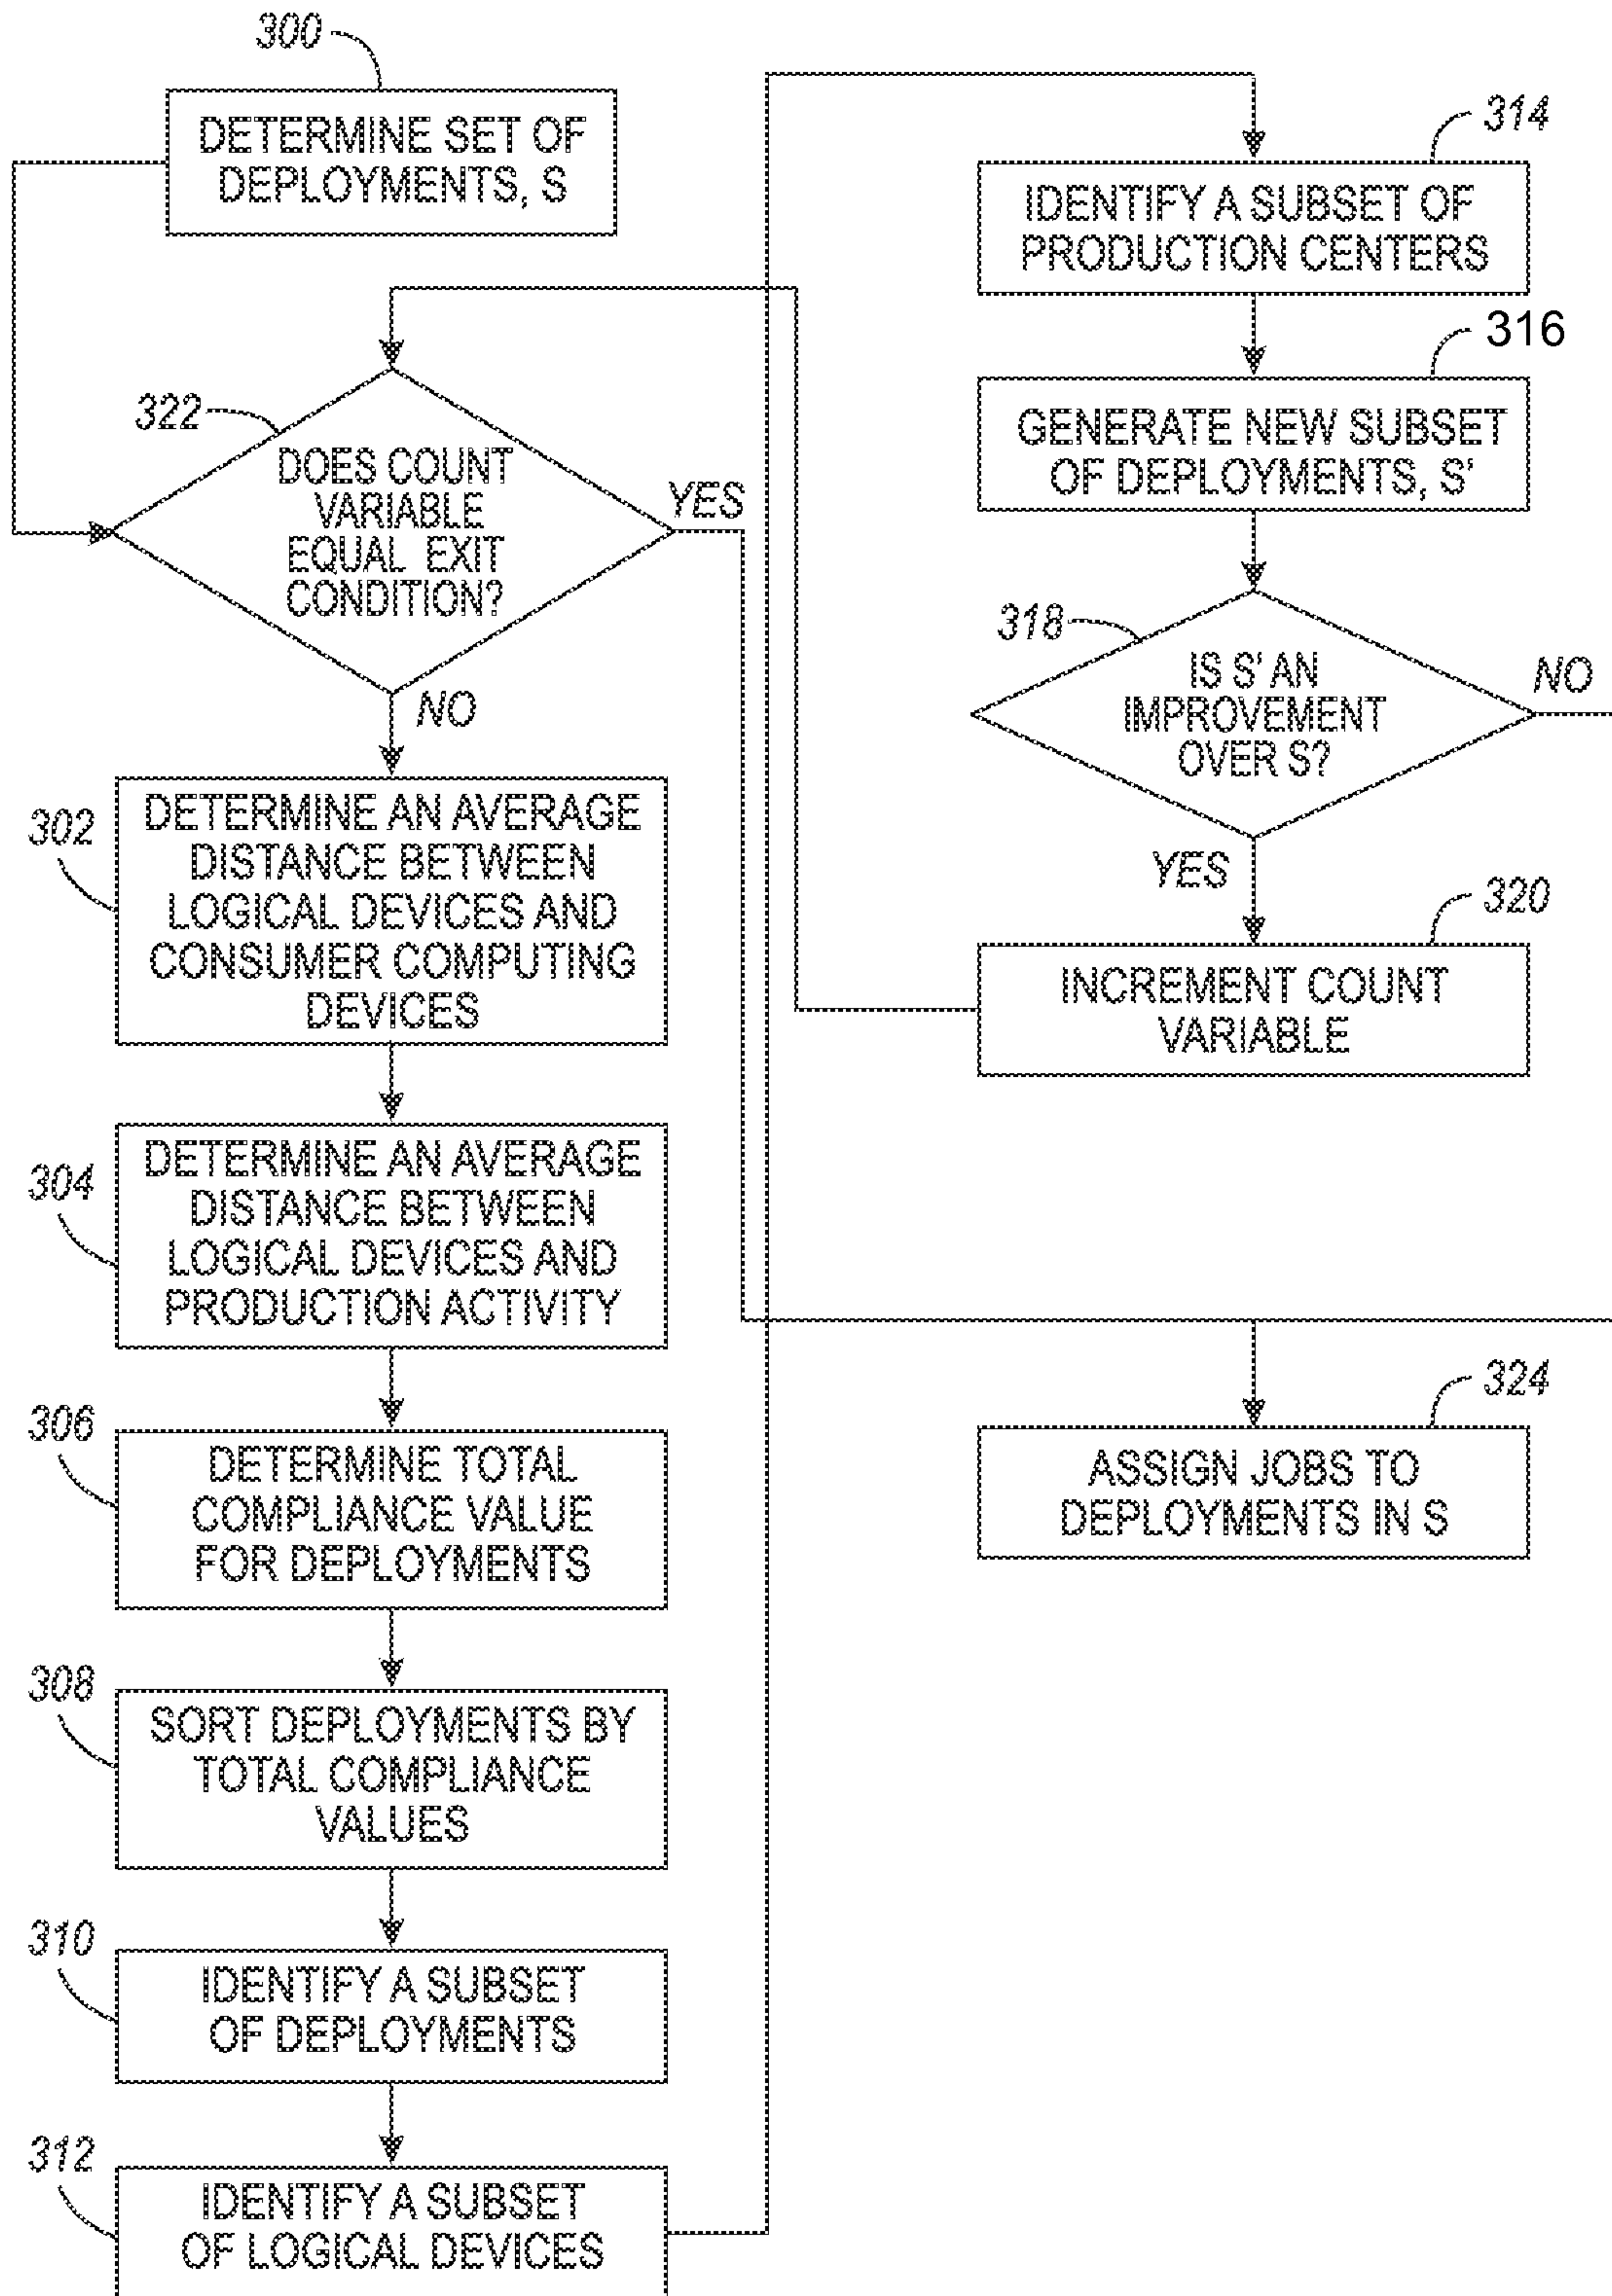 300
DETERMINE SET OF
DEPLOYMENTS, S
322
DOES COUNT
VARIABLE
EQUAL EXIT
CONDITION?
YES
NO
302
DETERMINE AN AVERAGE
DISTANCE BETWEEN
LOGICAL DEVICES AND
CONSUMER COMPUTING
DEVICES
304
DETERMINE AN AVERAGE
DISTANCE BETWEEN
LOGICAL DEVICES AND
PRODUCTION ACTIVITY
306
DETERMINE TOTAL
COMPLIANCE VALUE
FOR DEPLOYMENTS
308
SORT DEPLOYMENTS BY
TOTAL COMPLIANCE
VALUES
310
IDENTIFY A SUBSET
OF DEPLOYMENTS
312
IDENTIFY A SUBSET
OF LOGICAL DEVICES
314
IDENTIFY A SUBSET OF
PRODUCTION CENTERS
316
GENERATE NEW SUBSET
OF DEPLOYMENTS, S'
318
IS S' AN
IMPROVEMENT
OVER S?
NO
YES
320
INCREMENT COUNT
VARIABLE
324
ASSIGN JOBS TO
DEPLOYMENTS IN S